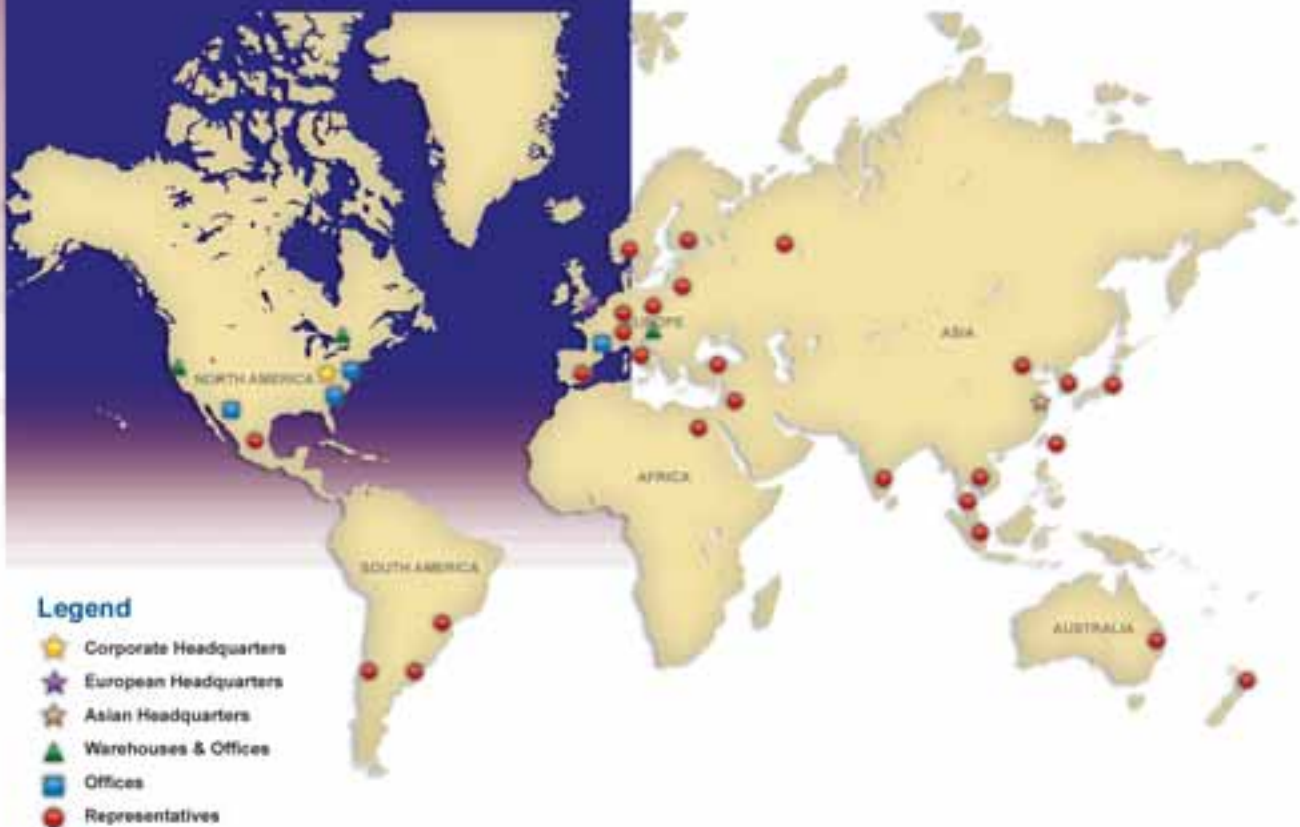 NORTH AMERICA
EUROPE
ASIA
AFRICA
SOUTH AMERICA
AUSTRALIA
Legend
Corporate Headquarters
European Headquarters
Asian Headquarters
Warehouses & Offices
Offices
Representatives